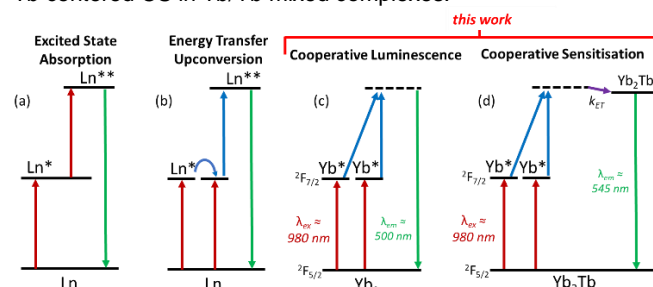 Yb-centered CS in Yb/Tb mixed complexes.
this work
Excited State Absorption
Energy Transfer Upconversion
Cooperative Luminescence
Cooperative Sensitisation
(a)
Ln**
Ln*
Ln
(b)
Ln**
Ln*
Ln
(c)
Yb*
Yb*
²F₇/₂
λex ≈
980 nm
λem ≈
500 nm
²F₅/₂
(d)
Yb₂Tb
kET
Yb*
Yb*
²F₇/₂
λex ≈
980 nm
λem ≈
545 nm
²F₅/₂
Yb₂Tb